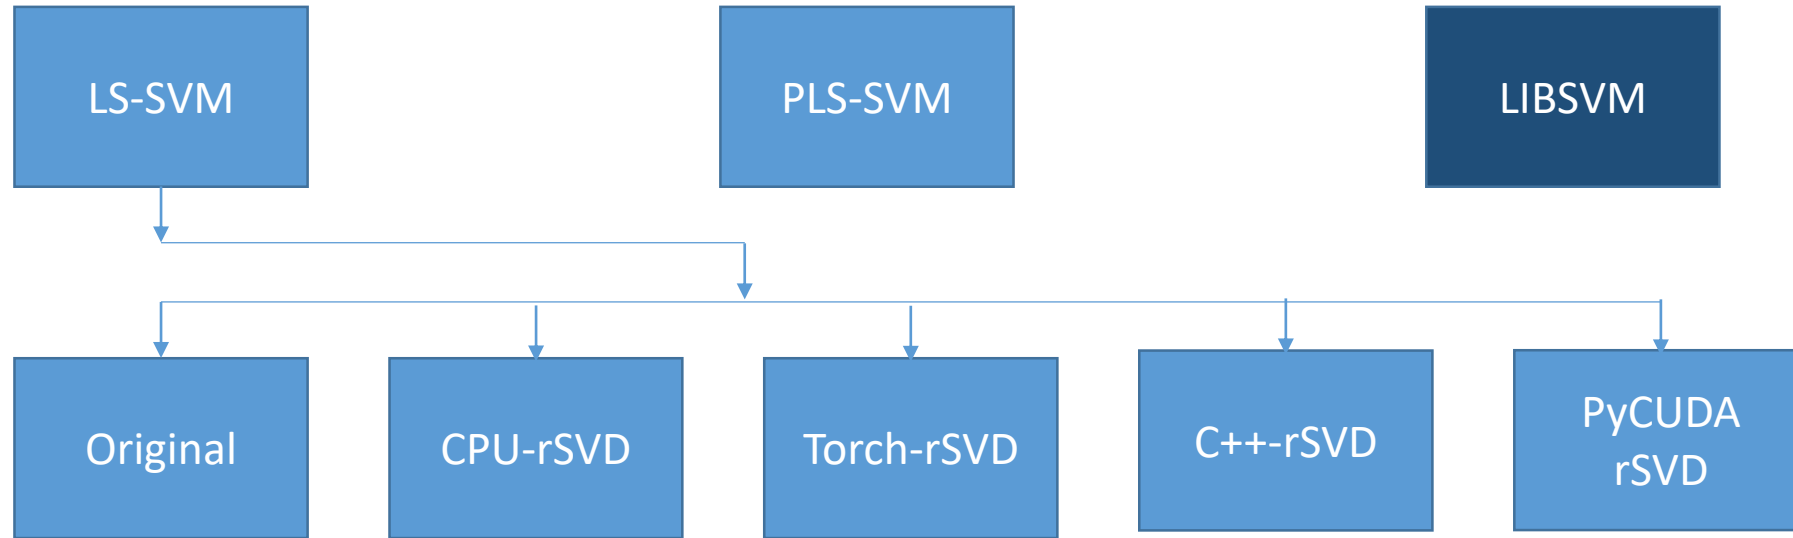 LS-SVM
PLS-SVM
LIBSVM
Original
CPU-rSVD
Torch-rSVD
C++-rSVD
PyCUDA
rSVD